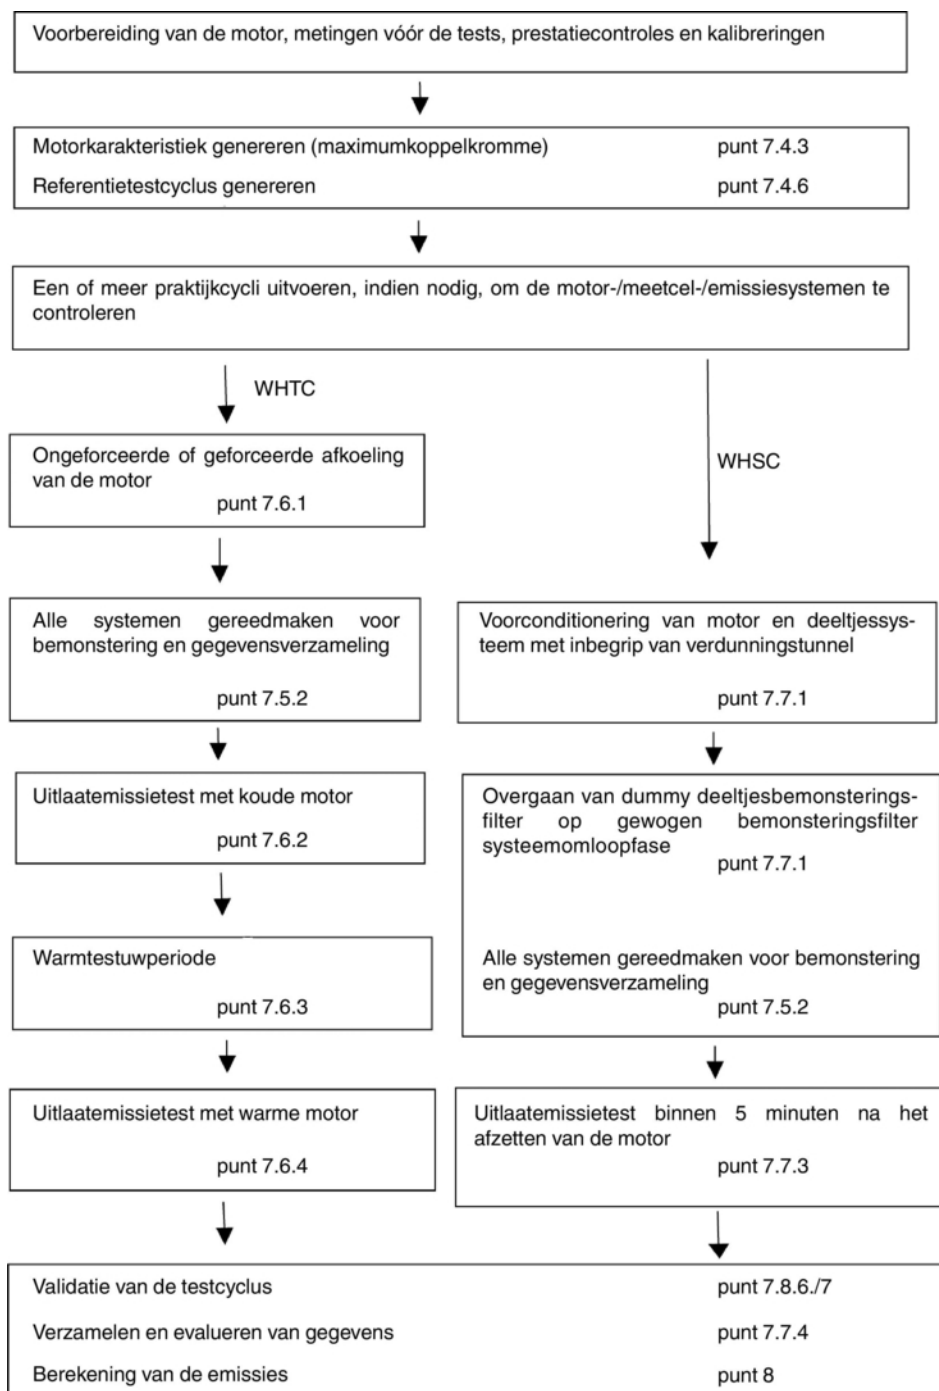 Voorbereiding van de motor, metingen vóór de tests, prestatiecontroles en kalibreringen
Motorkarakteristiek genereren (maximumkoppelkromme) punt 7.4.3
Referentietestcyclus genereren punt 7.4.6
Een of meer praktijkcycli uitvoeren, indien nodig, om de motor-/meetcel-/emissiesystemen te
controleren
WHTC
Ongeforceerde of geforceerde afkoeling
van de motor
punt 7.6.1
Alle systemen gereedmaken voor
bemonstering en gegevensverzameling
punt 7.5.2
Uitlaatemissietest met koude motor
punt 7.6.2
Warmtestuwperiode
punt 7.6.3
Uitlaatemissietest met warme motor
punt 7.6.4
WHSC
Voorconditionering van motor en deeltjessys-
teem met inbegrip van verdunningstunnel
punt 7.7.1
Overgaan van dummy deeltjesbemonsterings-
filter op gewogen bemonsteringsfilter
systeemomloopfase
punt 7.7.1
Alle systemen gereedmaken voor bemonstering
en gegevensverzameling
punt 7.5.2
Uitlaatemissietest binnen 5 minuten na het
afzetten van de motor
punt 7.7.3
Validatie van de testcyclus punt 7.8.6./7
Verzamelen en evalueren van gegevens punt 7.7.4
Berekening van de emissies punt 8